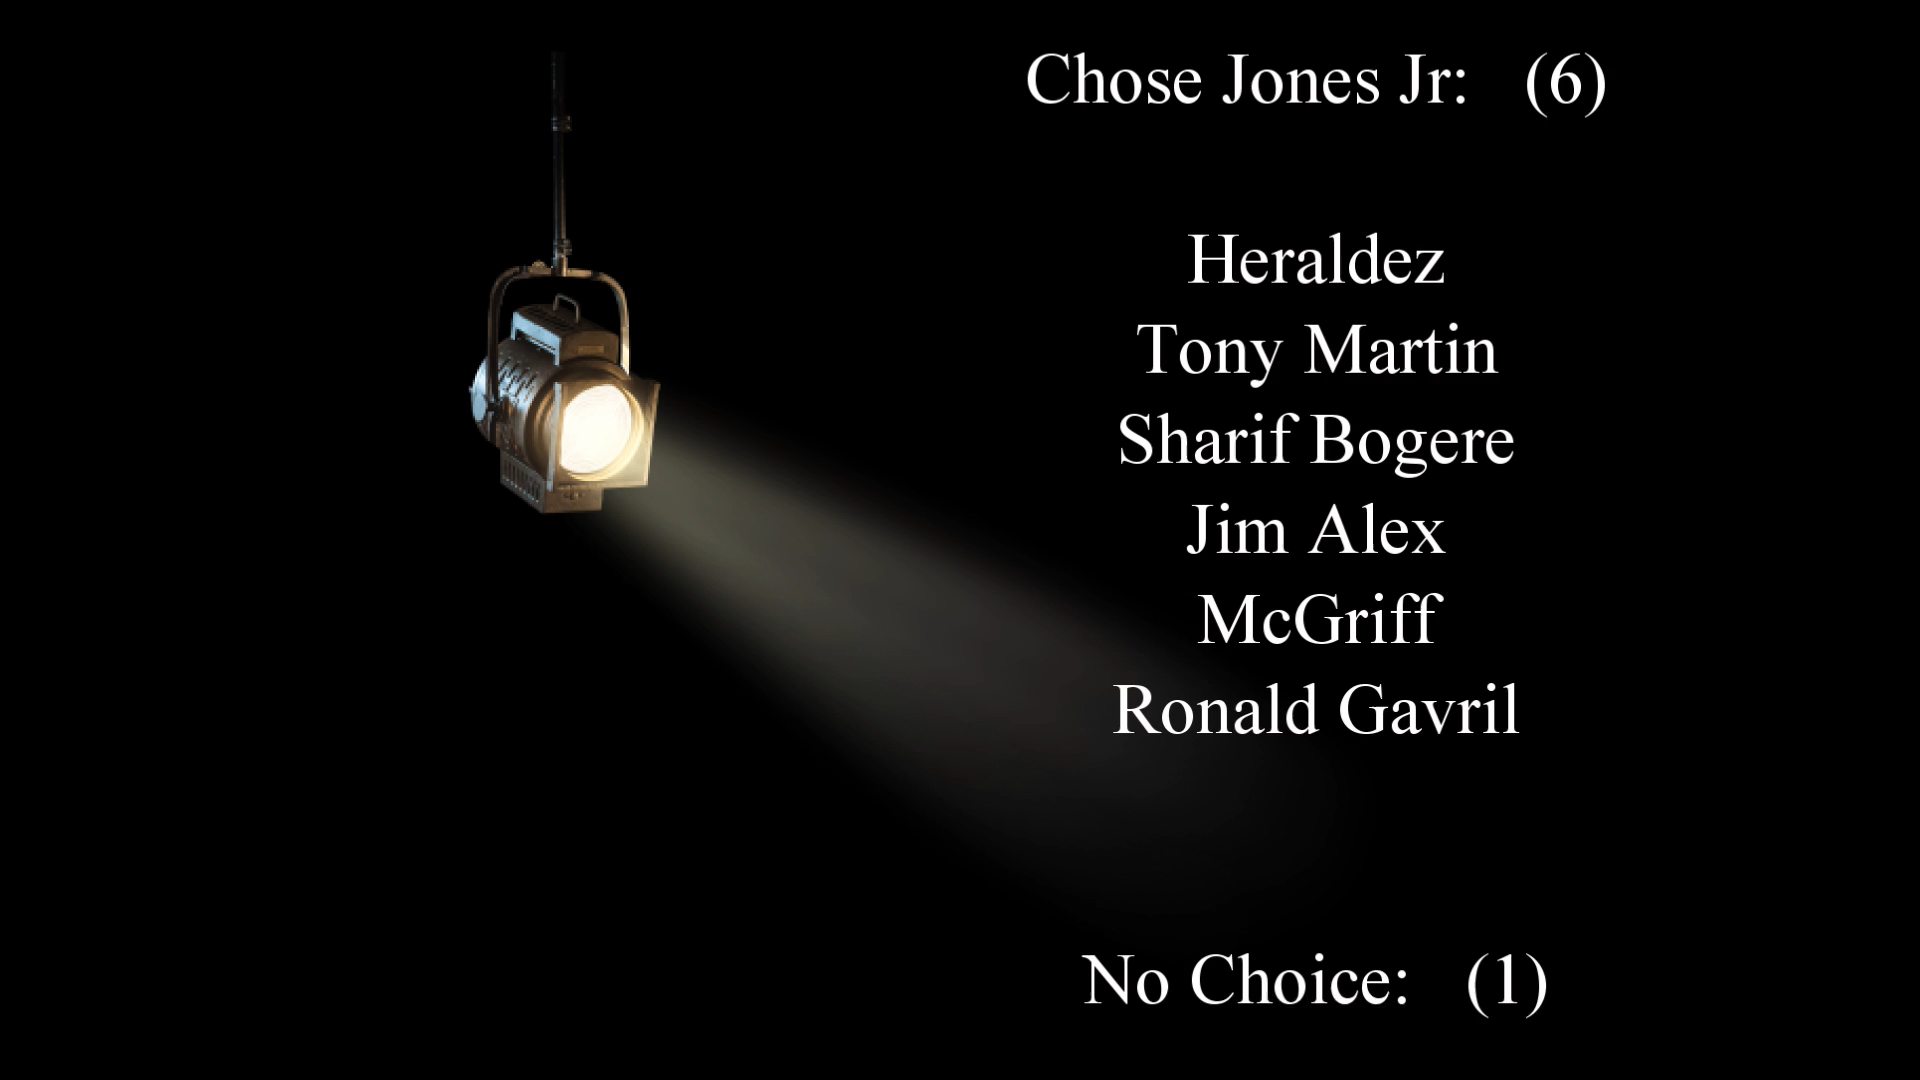 Chose Jones Jr: (6)
Heraldez
Tony Martin
Sharif Bogere
Jim Alex
McGriff
Ronald Gavril
No Choice: (1)